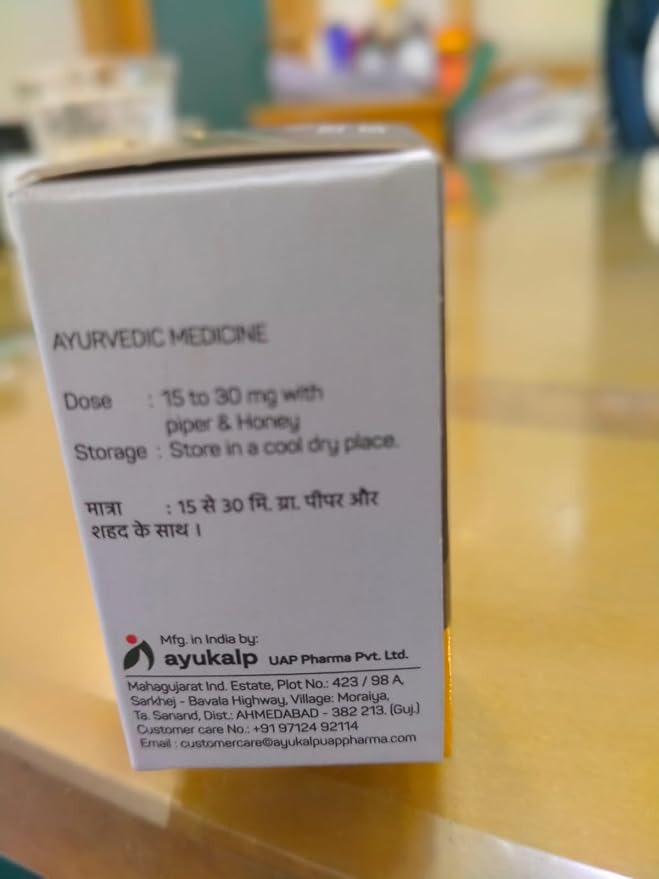 AYURVEDIC MEDICINE
Dose : 15 to 30 mg with
piper & Honey
Storage : Store in a cool dry place.
मात्रा : 15 से 30 मि. ग्रा. पीपर और
शहद के साथ ।
Mfg. in India by:
ayukalp UAP Pharma Pvt. Ltd.
Mahagujarat Ind. Estate, Plot No.: 423 / 98 A,
Sarkhej - Bavala Highway, Village: Moraiya,
Ta. Sanand, Dist.: AHMEDABAD - 382 213. (Guj.)
Customer care No.: +91 97124 92114
Email : customercare@ayukalpuappharma.com